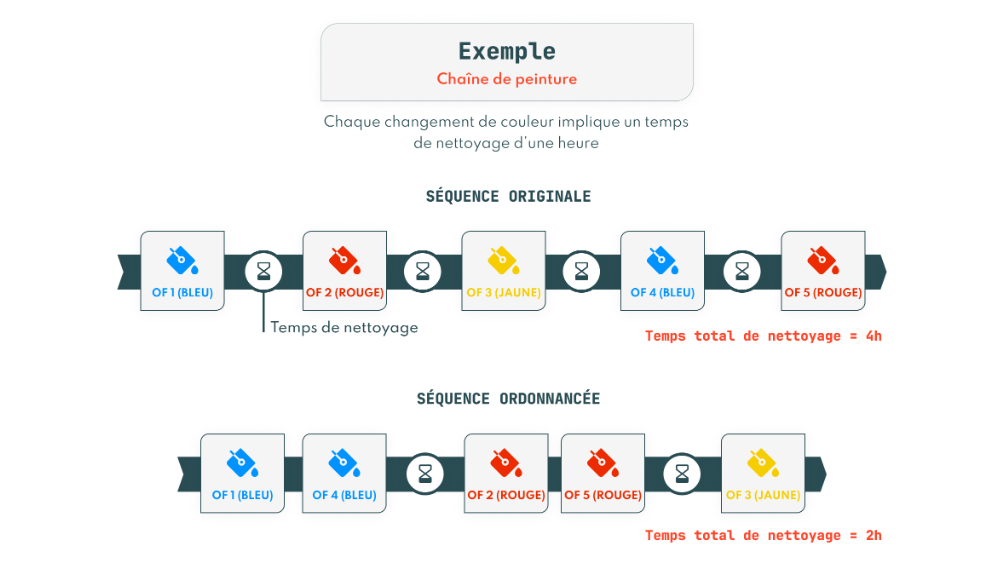 Exemple
Chaîne de peinture
Chaque changement de couleur implique un temps
de nettoyage d'une heure
SÉQUENCE ORIGINALE
OF 1 (BLEU)
OF 2 (ROUGE)
OF 3 (JAUNE)
OF 4 (BLEU)
OF 5 (ROUGE)
Temps de nettoyage
Temps total de nettoyage = 4h
SÉQUENCE ORDONNANCÉE
OF 1 (BLEU)
OF 4 (BLEU)
OF 2 (ROUGE)
OF 5 (ROUGE)
OF 3 (JAUNE)
Temps total de nettoyage = 2h